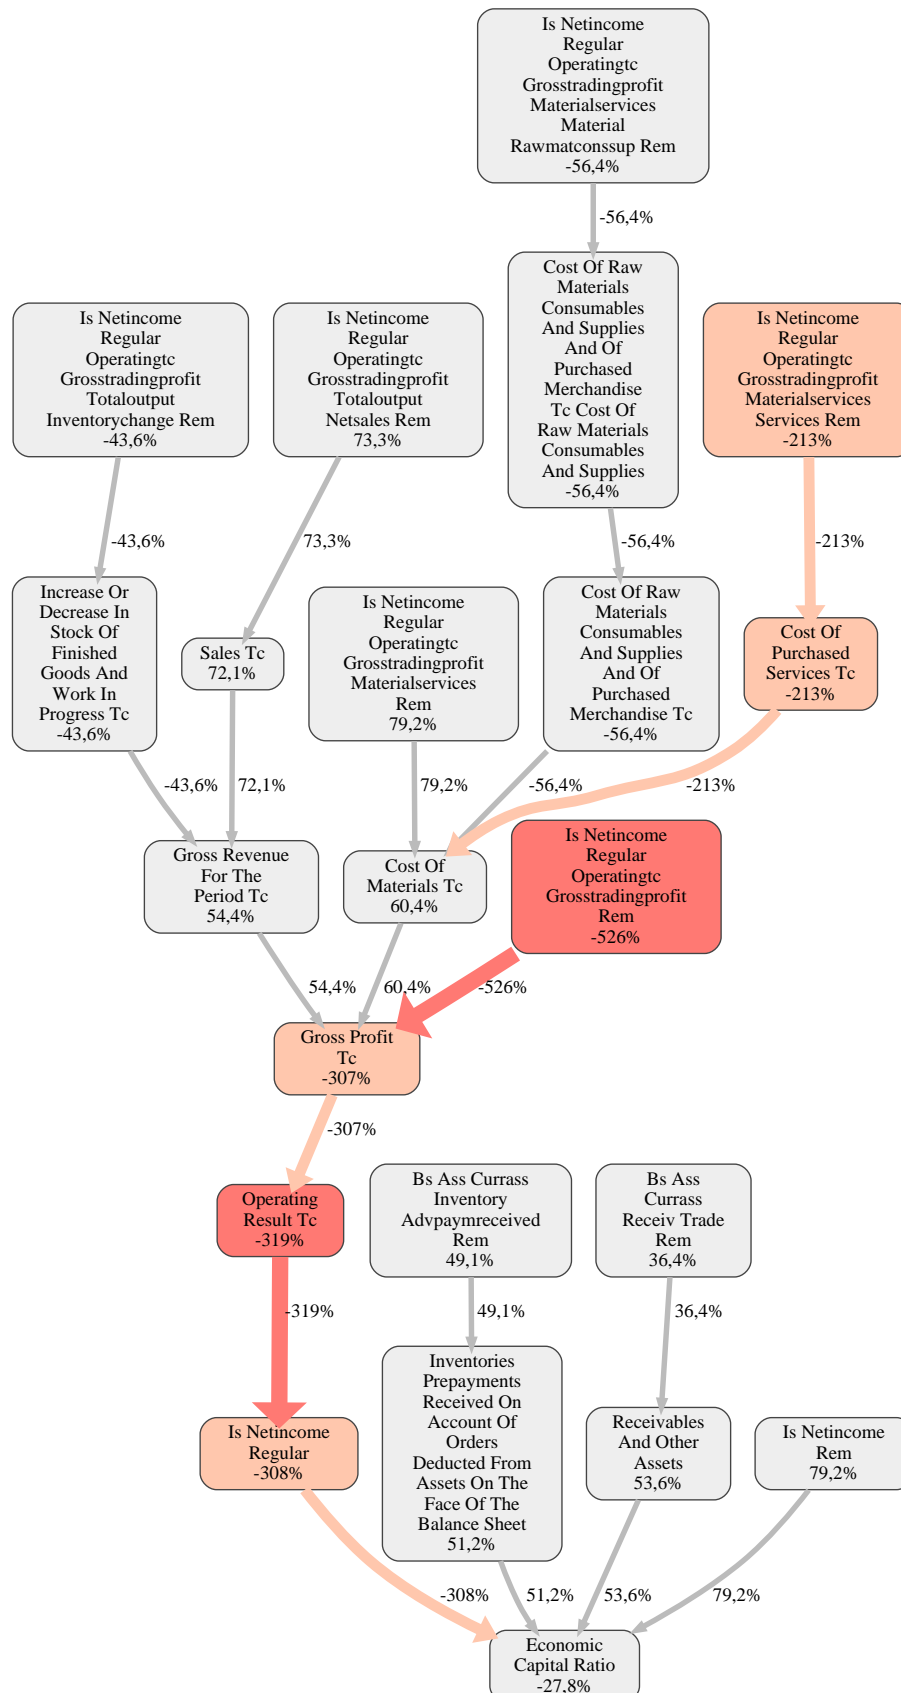 Is Netincome
Regular
Operatingtc
Grosstradingprofit
Materialservices
Material
Rawmatconssup Rem
-56,4%
-56,4%
Cost Of Raw
Materials
Consumables
And Supplies
And Of
Purchased
Merchandise
Tc Cost Of
Raw Materials
Consumables
And Supplies
-56,4%
Is Netincome
Regular
Operatingtc
Grosstradingprofit
Totaloutput
Inventorychange Rem
-43,6%
Is Netincome
Regular
Operatingtc
Grosstradingprofit
Totaloutput
Netsales Rem
73,3%
Is Netincome
Regular
Operatingtc
Grosstradingprofit
Materialservices
Services Rem
-213%
-43,6%
73,3%
-56,4%
-213%
Increase Or
Decrease In
Stock Of
Finished
Goods And
Work In
Progress Tc
-43,6%
Sales Tc
72,1%
Is Netincome
Regular
Operatingtc
Grosstradingprofit
Materialservices
Rem
79,2%
Cost Of Raw
Materials
Consumables
And Supplies
And Of
Purchased
Merchandise Tc
-56,4%
Cost Of
Purchased
Services Tc
-213%
-43,6%
72,1%
79,2%
-56,4%
-213%
Gross Revenue
For The
Period Tc
54,4%
Cost Of
Materials Tc
60,4%
Is Netincome
Regular
Operatingtc
Grosstradingprofit
Rem
-526%
54,4%
60,4%
-526%
Gross Profit
Tc
-307%
-307%
Operating
Result Tc
-319%
Bs Ass Currass
Inventory
Advpaymreceived
Rem
49,1%
Bs Ass
Currass
Receiv Trade
Rem
36,4%
-319%
49,1%
36,4%
Is Netincome
Regular
-308%
Inventories
Prepayments
Received On
Account Of
Orders
Deducted From
Assets On The
Face Of The
Balance Sheet
51,2%
Receivables
And Other
Assets
53,6%
Is Netincome
Rem
79,2%
-308%
51,2%
53,6%
79,2%
Economic
Capital Ratio
-27,8%